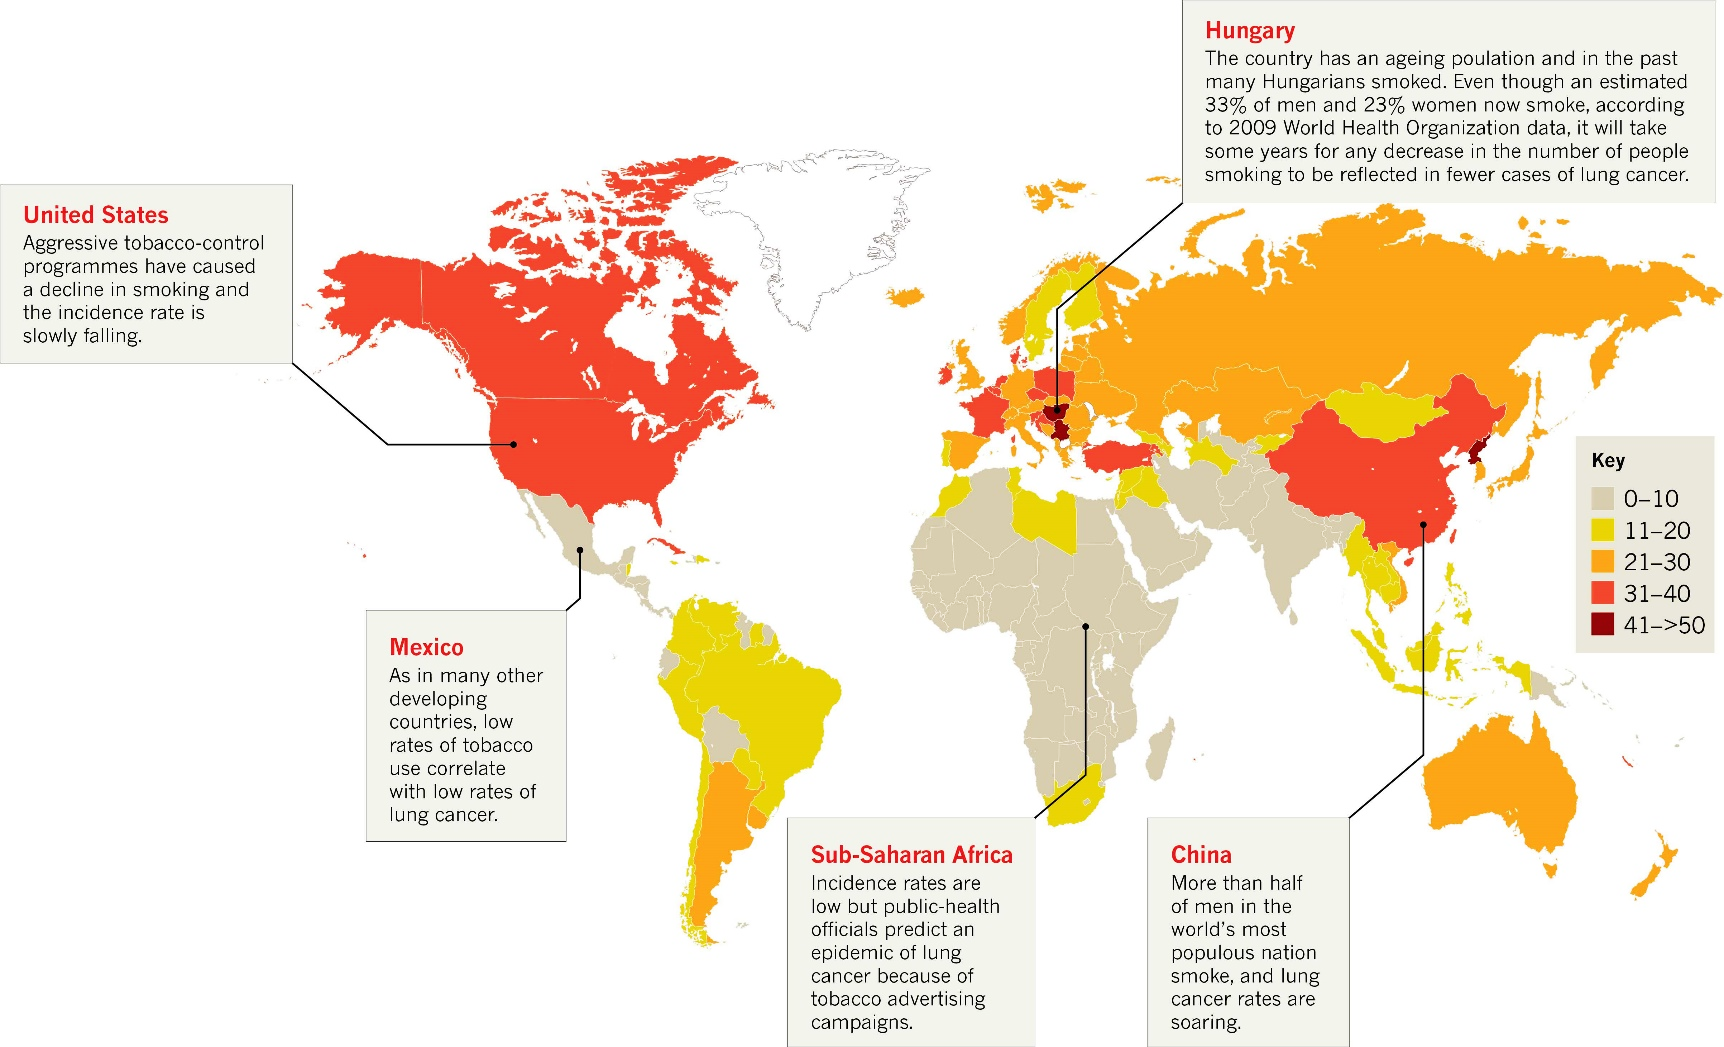 Hungary
The country has an ageing poulation and in the past
many Hungarians smoked. Even though an estimated
33% of men and 23% women now smoke, according
to 2009 World Health Organization data, it will take
some years for any decrease in the number of people
smoking to be reflected in fewer cases of lung cancer.
United States
Aggressive tobacco-control
programmes have caused
a decline in smoking and
the incidence rate is
slowly falling.
Key
0–10
11–20
21–30
31–40
41–>50
Mexico
As in many other
developing
countries, low
rates of tobacco
use correlate
with low rates of
lung cancer.
Sub-Saharan Africa
Incidence rates are
low but public-health
officials predict an
epidemic of lung
cancer because of
tobacco advertising
campaigns.
China
More than half
of men in the
world's most
populous nation
smoke, and lung
cancer rates are
soaring.